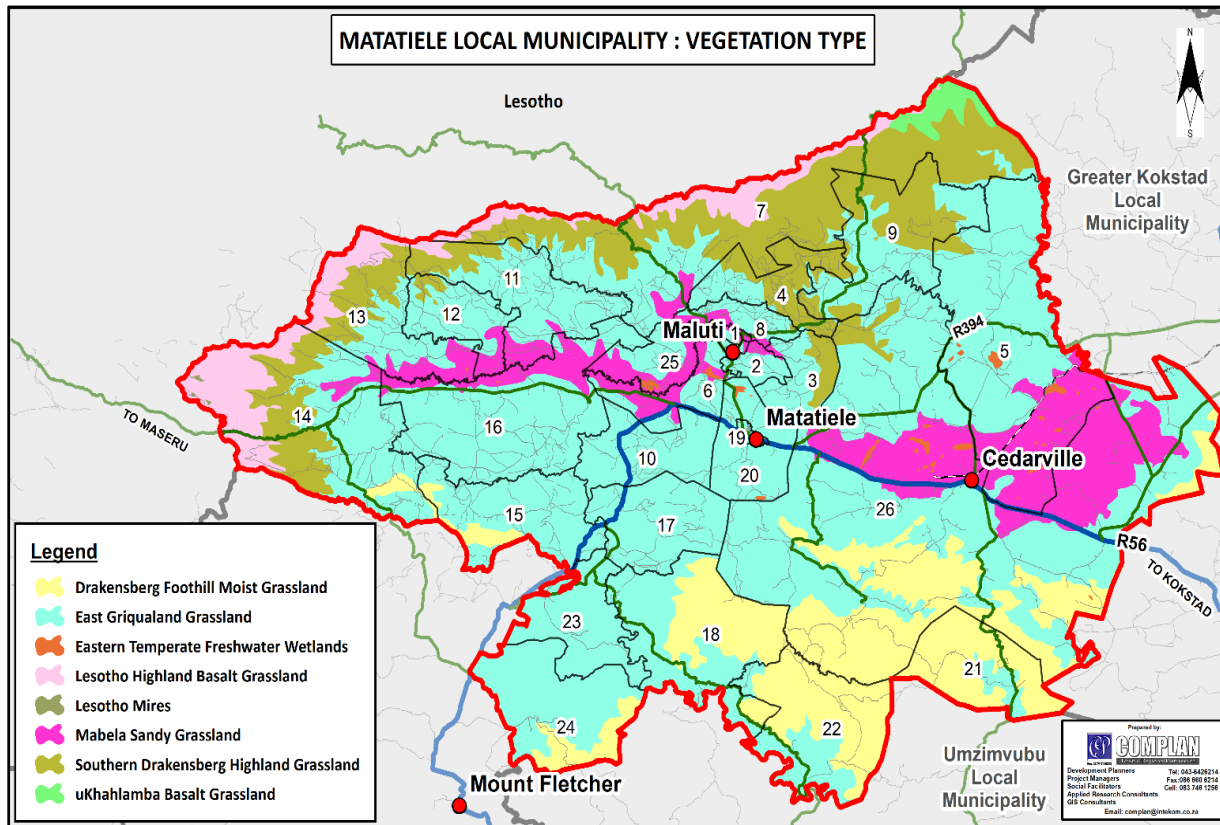 MATATIELE LOCAL MUNICIPALITY : VEGETATION TYPE
N
S
Lesotho
Greater Kokstad
Local
Municipality
7
9
11
4
13
12
R394
Maluti
1
8
5
25
2
6
3
14
TO MASERU
16
Matatiele
19
10
Cedarville
20
26
15
17
R56
TO KOKSTAD
23
18
21
24
22
Mount Fletcher
Umzimvubu
Local
Municipality
Legend
Drakensberg Foothill Moist Grassland
East Griqualand Grassland
Eastern Temperate Freshwater Wetlands
Lesotho Highland Basalt Grassland
Lesotho Mires
Mabela Sandy Grassland
Southern Drakensberg Highland Grassland
uKhahlamba Basalt Grassland
Prepared by:
COMPLAN
Development Planners
Project Managers
Social Facilitators
Applied Research Consultants
GIS Consultants
Tel: 043-6426214
Fax:086 660 6214
Cell: 083 746 1256
Email: complan@intekom.co.za